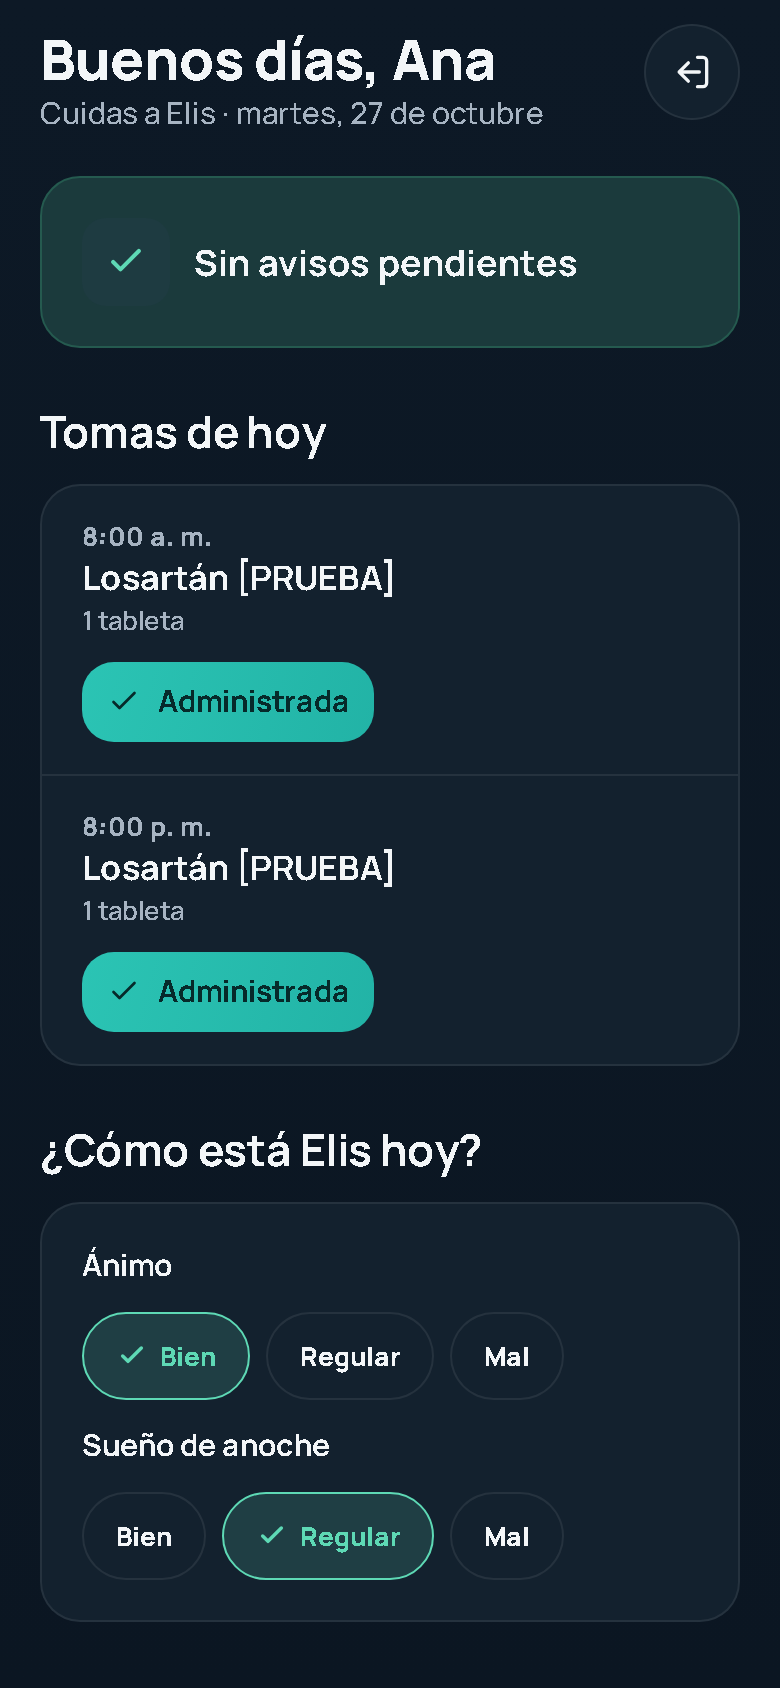 Buenos días, Ana
Cuidas a Elis · martes, 27 de octubre
Sin avisos pendientes
Tomas de hoy
8:00 a. m.
Losartán [PRUEBA]
1 tableta
Administrada
8:00 p. m.
Losartán [PRUEBA]
1 tableta
Administrada
¿Cómo está Elis hoy?
Ánimo
Bien Regular Mal
Sueño de anoche
Bien Regular Mal